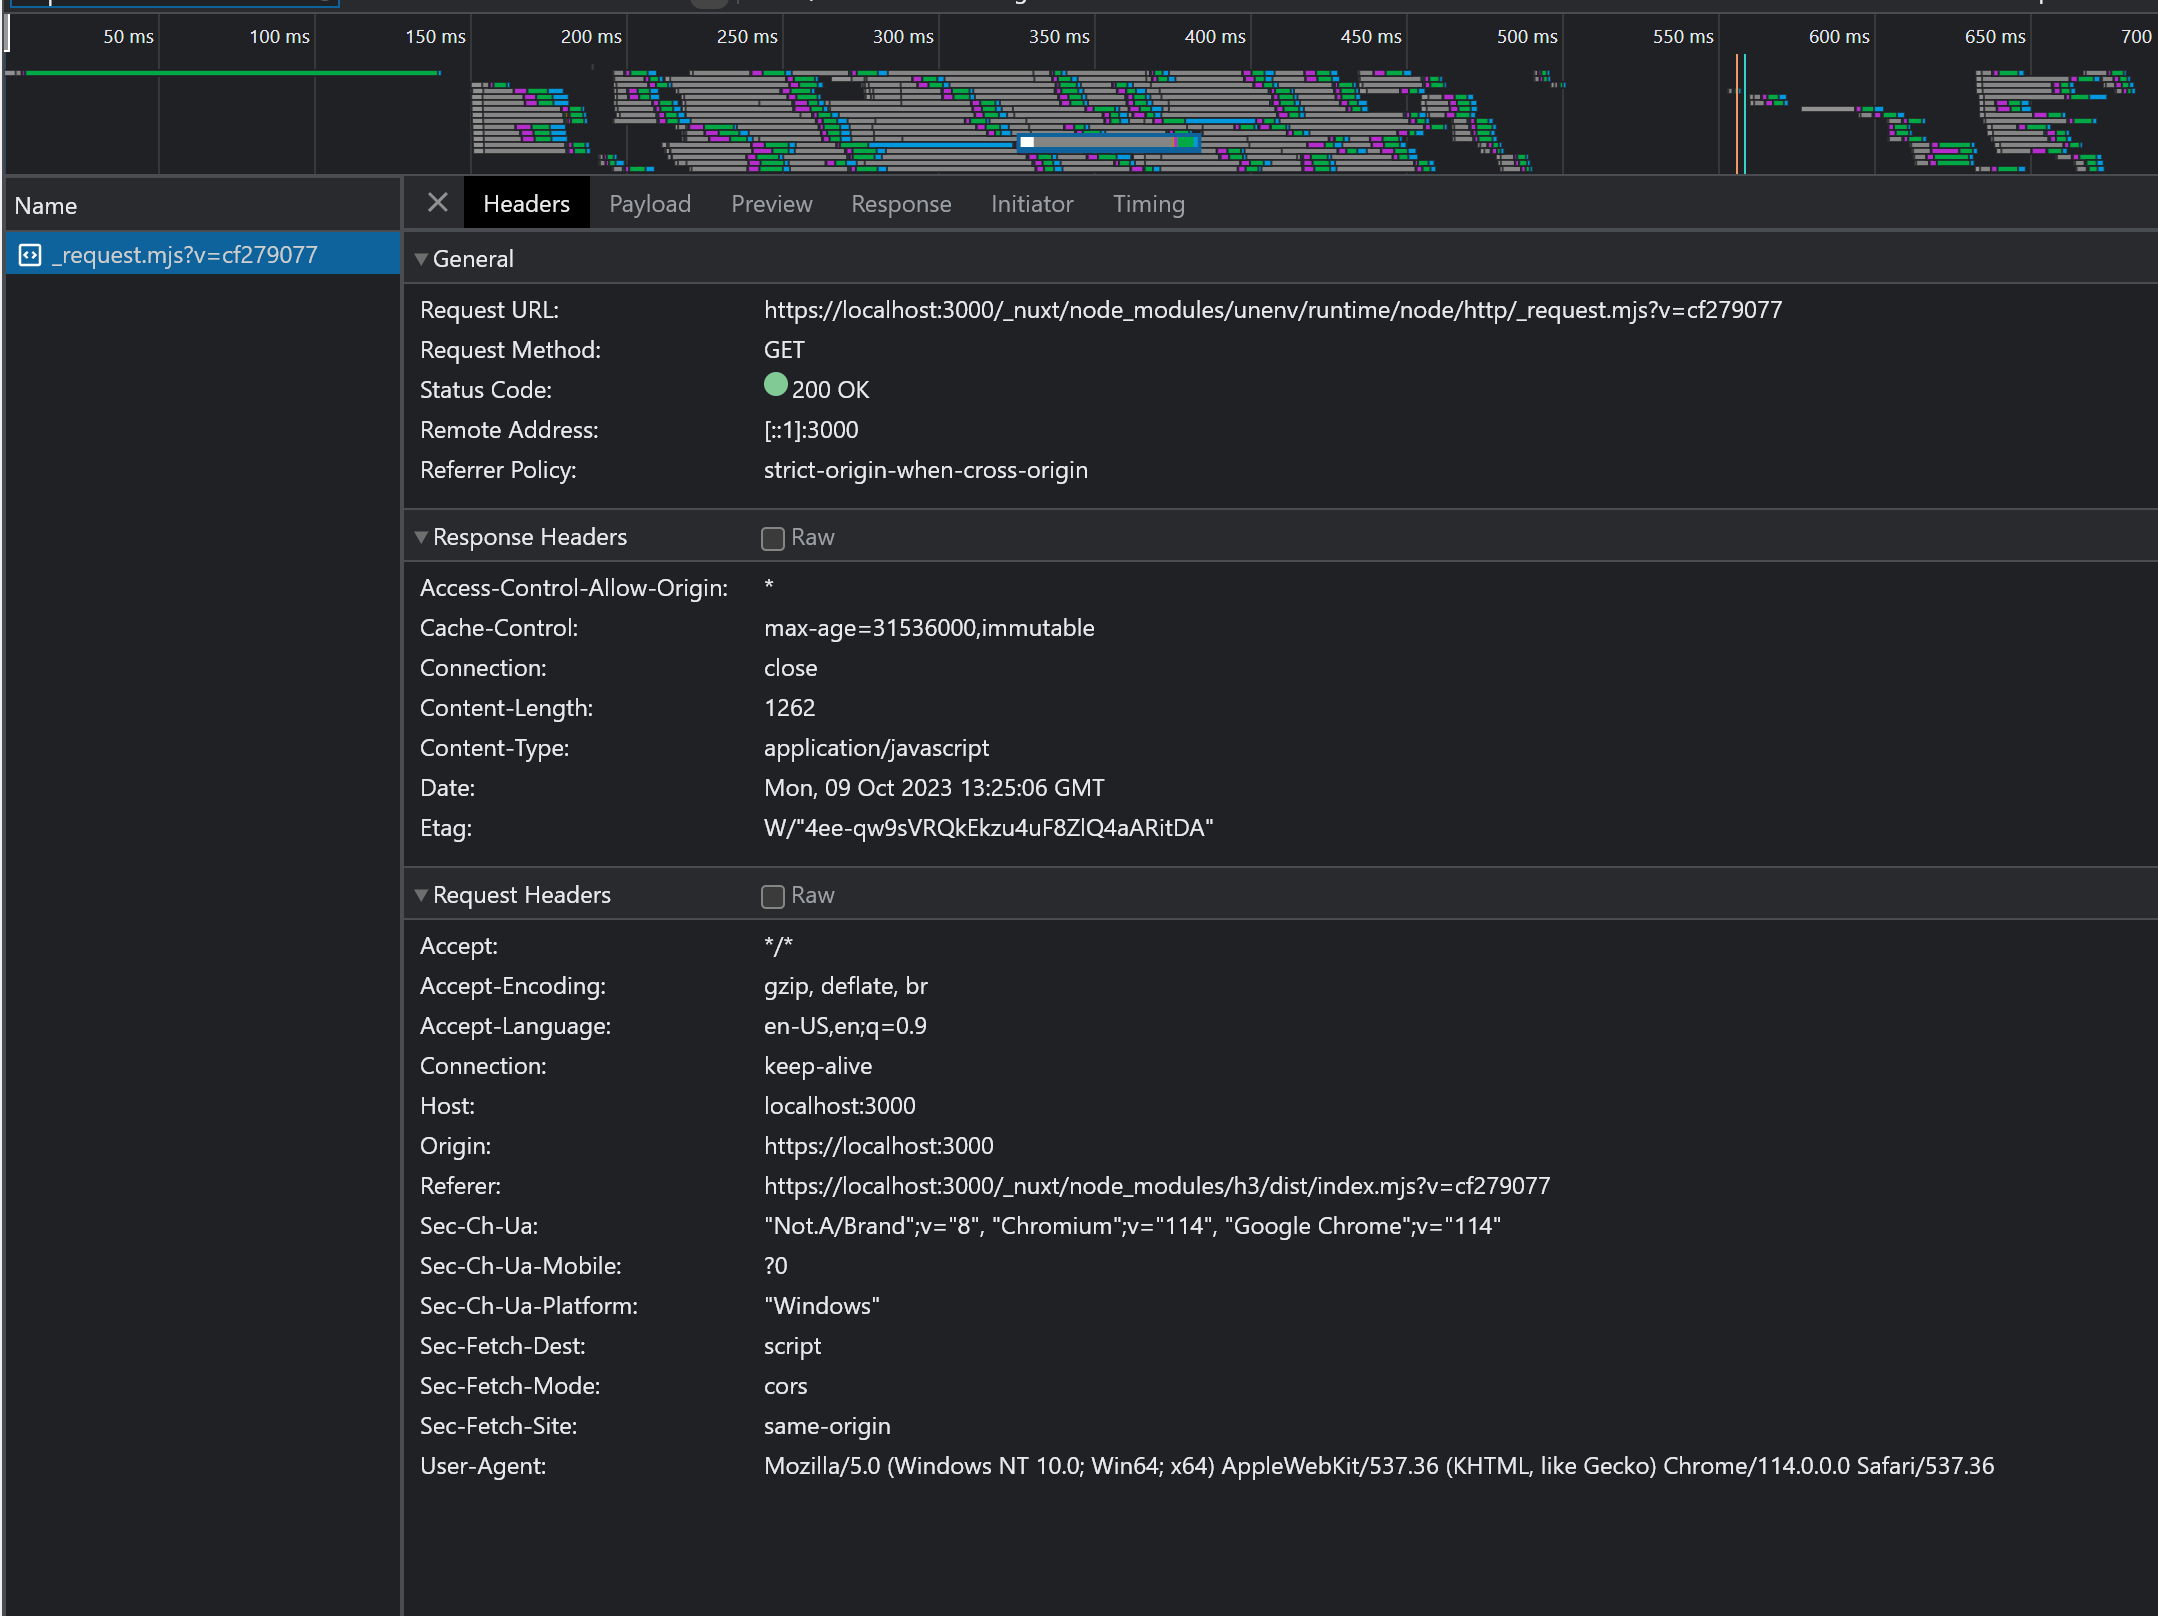 50 ms 100 ms 150 ms 200 ms 250 ms 300 ms 350 ms 400 ms 450 ms 500 ms 550 ms 600 ms 650 ms 700
Name
_request.mjs?v=cf279077
Headers Payload Preview Response Initiator Timing
General
Request URL: https://localhost:3000/_nuxt/node_modules/unenv/runtime/node/http/_request.mjs?v=cf279077
Request Method: GET
Status Code: 200 OK
Remote Address: [::1]:3000
Referrer Policy: strict-origin-when-cross-origin
Response Headers Raw
Access-Control-Allow-Origin: *
Cache-Control: max-age=31536000,immutable
Connection: close
Content-Length: 1262
Content-Type: application/javascript
Date: Mon, 09 Oct 2023 13:25:06 GMT
Etag: W/"4ee-qw9sVRQkEkzu4uF8ZlQ4aARitDA"
Request Headers Raw
Accept: */*
Accept-Encoding: gzip, deflate, br
Accept-Language: en-US,en;q=0.9
Connection: keep-alive
Host: localhost:3000
Origin: https://localhost:3000
Referer: https://localhost:3000/_nuxt/node_modules/h3/dist/index.mjs?v=cf279077
Sec-Ch-Ua: "Not.A/Brand";v="8", "Chromium";v="114", "Google Chrome";v="114"
Sec-Ch-Ua-Mobile: ?0
Sec-Ch-Ua-Platform: "Windows"
Sec-Fetch-Dest: script
Sec-Fetch-Mode: cors
Sec-Fetch-Site: same-origin
User-Agent: Mozilla/5.0 (Windows NT 10.0; Win64; x64) AppleWebKit/537.36 (KHTML, like Gecko) Chrome/114.0.0.0 Safari/537.36